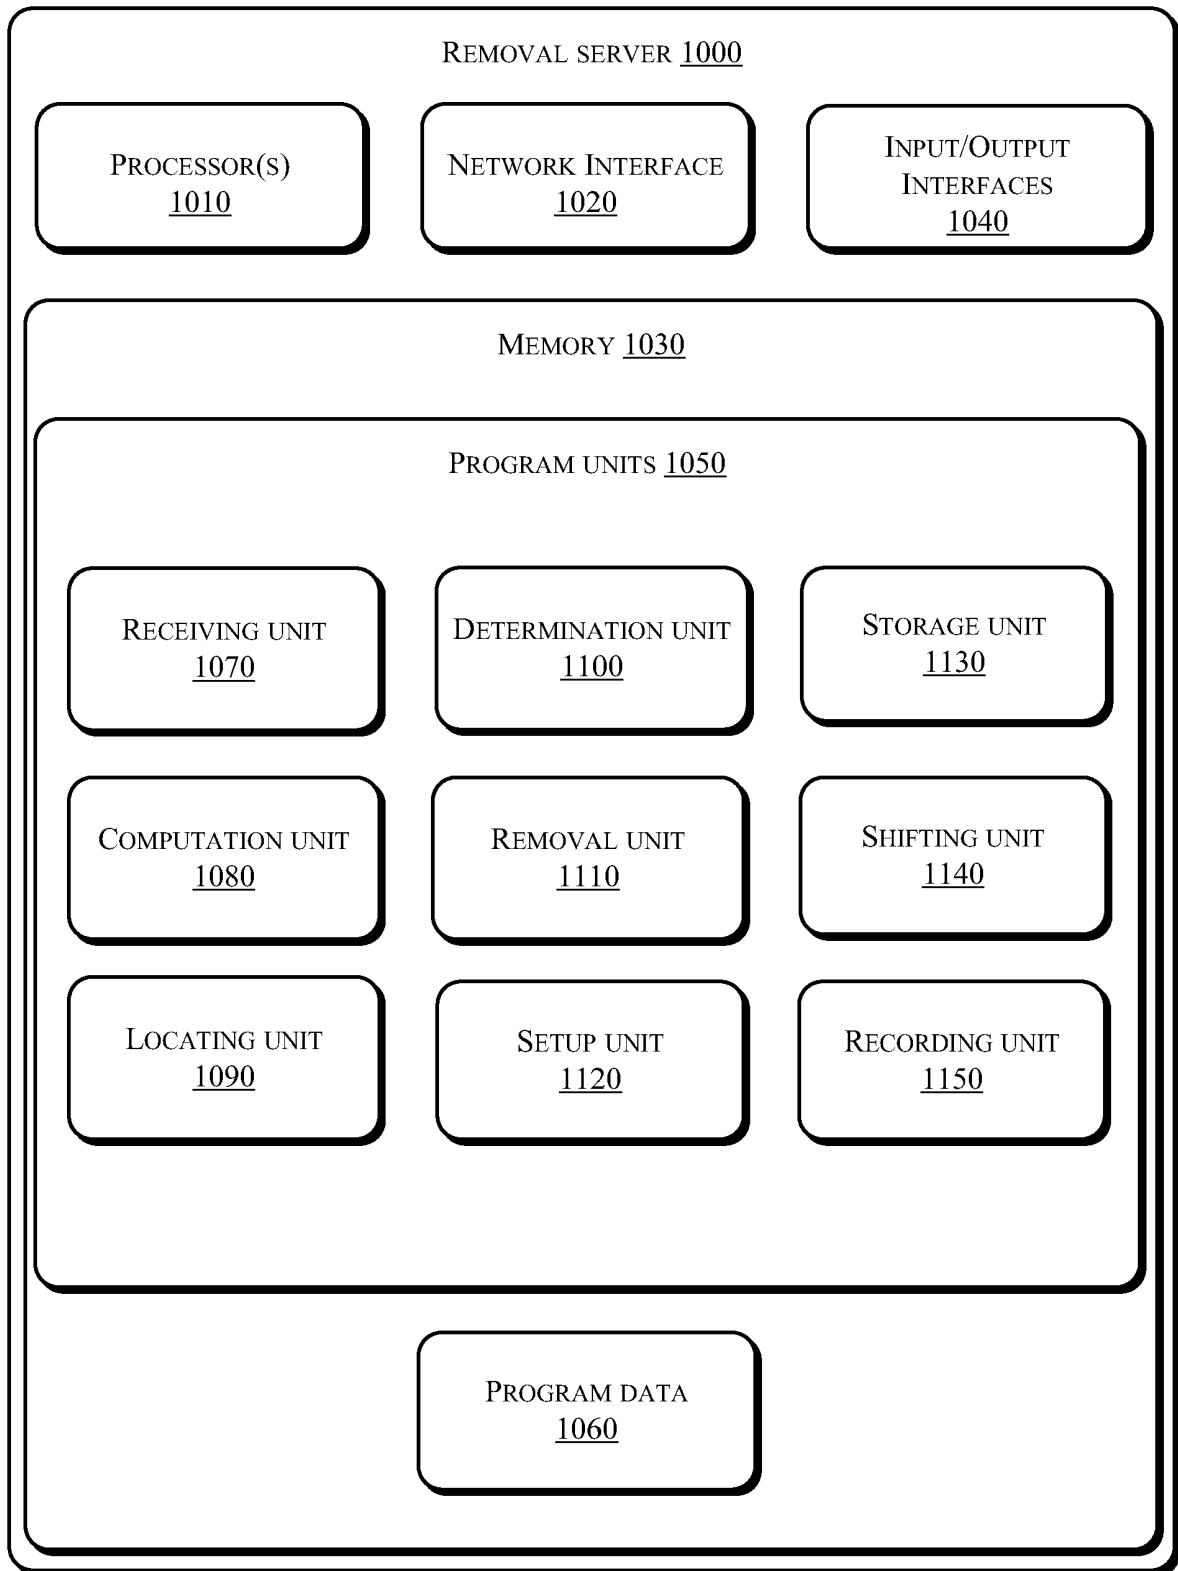 REMOVAL SERVER 1000
PROCESSOR(S)
1010
NETWORK INTERFACE
1020
INPUT/OUTPUT
INTERFACES
1040
MEMORY 1030
PROGRAM UNITS 1050
RECEIVING UNIT
1070
DETERMINATION UNIT
1100
STORAGE UNIT
1130
COMPUTATION UNIT
1080
REMOVAL UNIT
1110
SHIFTING UNIT
1140
LOCATING UNIT
1090
SETUP UNIT
1120
RECORDING UNIT
1150
PROGRAM DATA
1060